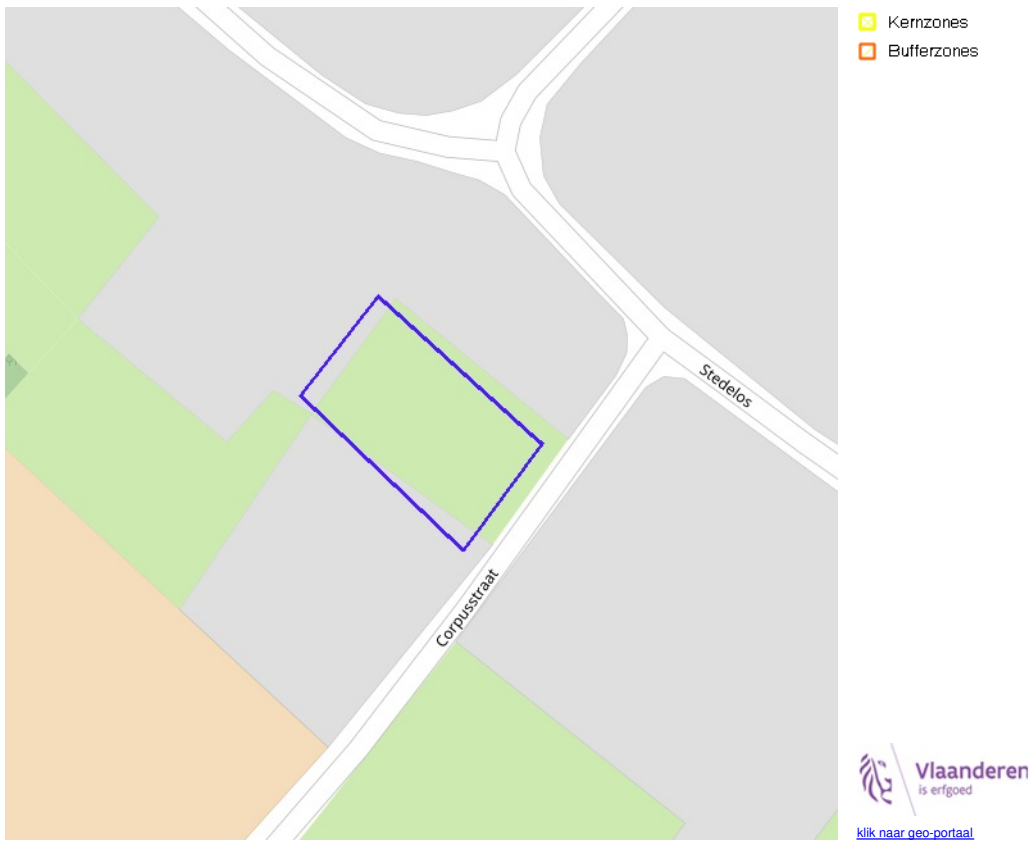 Kernzones
Bufferzones
Stedelos
Corpusstraat
Vlaanderen
is erfgoed
klik naar geo-portaal